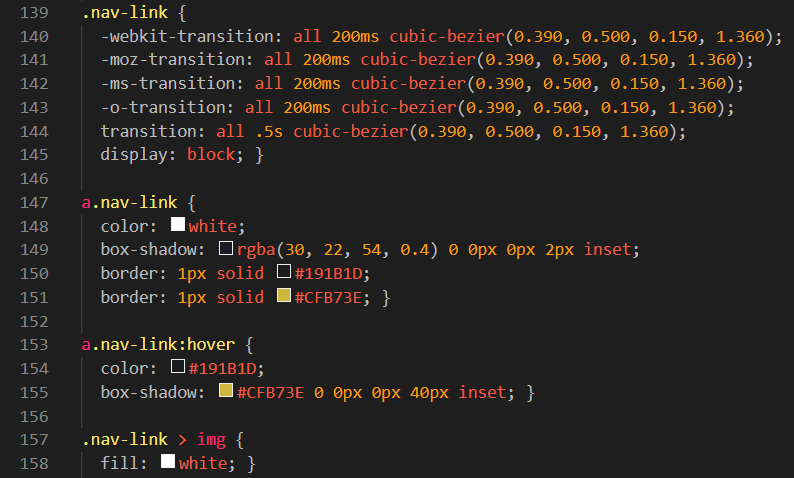 139 .nav-link {
140   -webkit-transition: all 200ms cubic-bezier(0.390, 0.500, 0.150, 1.360);
141   -moz-transition: all 200ms cubic-bezier(0.390, 0.500, 0.150, 1.360);
142   -ms-transition: all 200ms cubic-bezier(0.390, 0.500, 0.150, 1.360);
143   -o-transition: all 200ms cubic-bezier(0.390, 0.500, 0.150, 1.360);
144   transition: all .5s cubic-bezier(0.390, 0.500, 0.150, 1.360);
145   display: block; }
146
147 a.nav-link {
148   color: white;
149   box-shadow: rgba(30, 22, 54, 0.4) 0 0px 0px 2px inset;
150   border: 1px solid #191B1D;
151   border: 1px solid #CFB73E; }
152
153 a.nav-link:hover {
154   color: #191B1D;
155   box-shadow: #CFB73E 0 0px 0px 40px inset; }
156
157 .nav-link > img {
158   fill: white; }